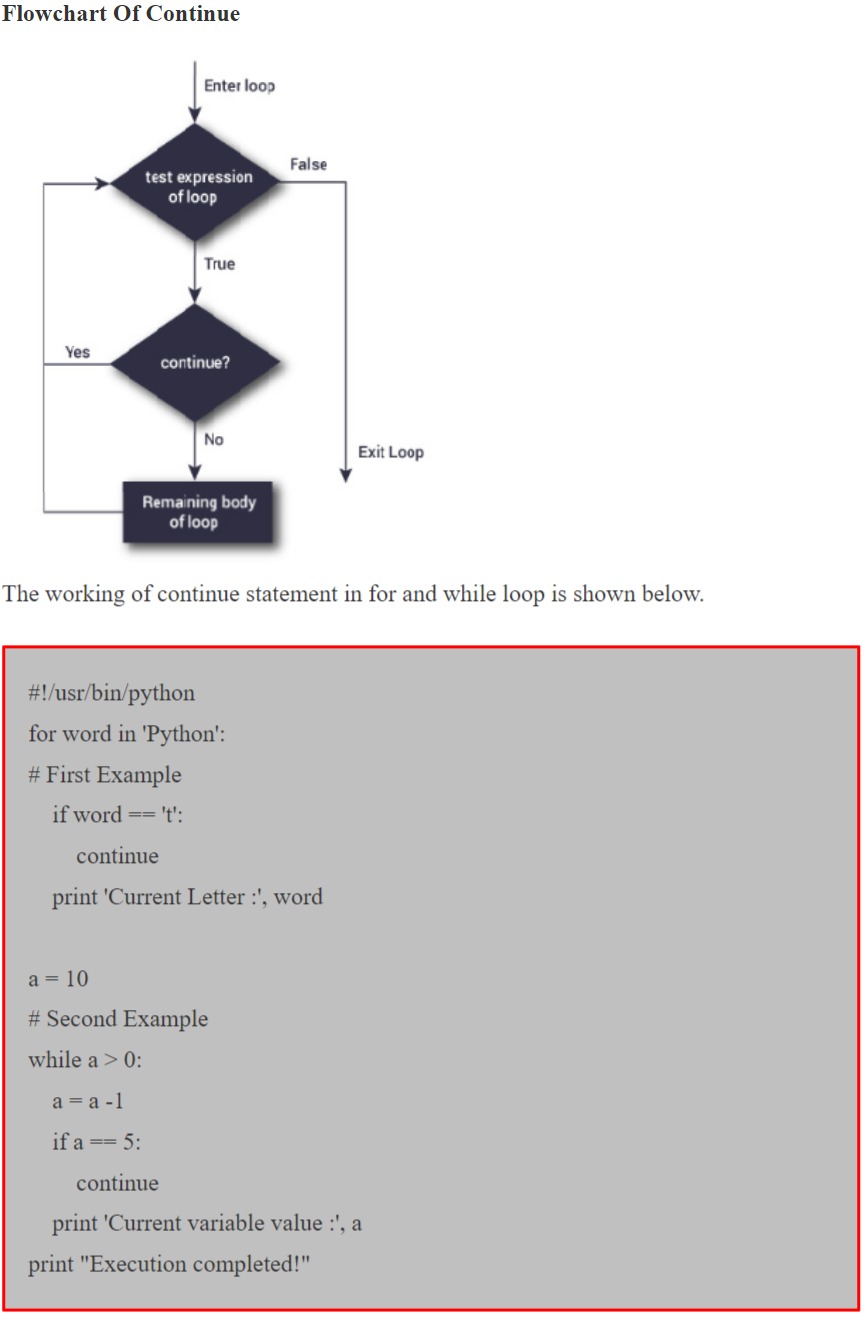 Flowchart Of Continue
Enter loop
False
test expression
of loop
True
Yes
continue?
No
Exit Loop
Remaining body
of loop
The working of continue statement in for and while loop is shown below.
#!/usr/bin/python
for word in 'Python':
# First Example
if word == 't':
continue
print 'Current Letter :', word
a = 10
# Second Example
while a > 0:
a = a -1
if a == 5:
continue
print 'Current variable value :', a
print "Execution completed!"